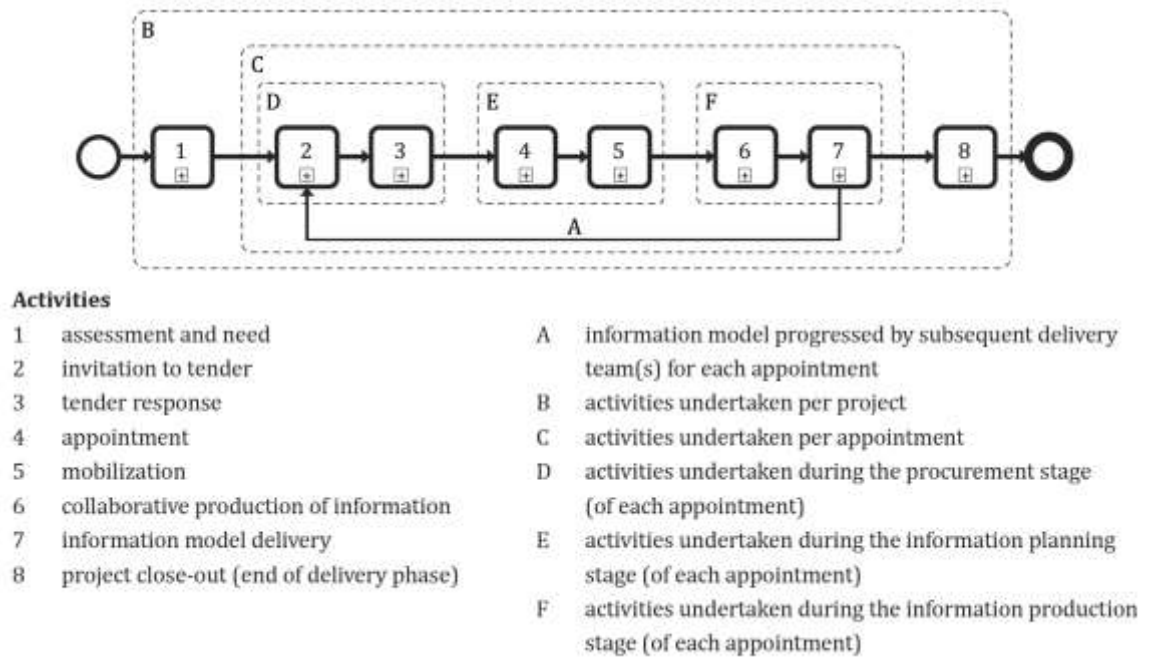 B
C
D
E
F
1
2
3
4
5
6
7
8
A
Activities
1 assessment and need
2 invitation to tender
3 tender response
4 appointment
5 mobilization
6 collaborative production of information
7 information model delivery
8 project close-out (end of delivery phase)
A information model progressed by subsequent delivery
team(s) for each appointment
B activities undertaken per project
C activities undertaken per appointment
D activities undertaken during the procurement stage
(of each appointment)
E activities undertaken during the information planning
stage (of each appointment)
F activities undertaken during the information production
stage (of each appointment)